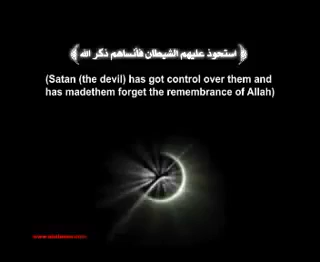 ﴿ استحوذ عليهم الشيطان فأنساهم ذكر الله ﴾
(Satan (the devil) has got control over them and
has madethem forget the remembrance of Allah)